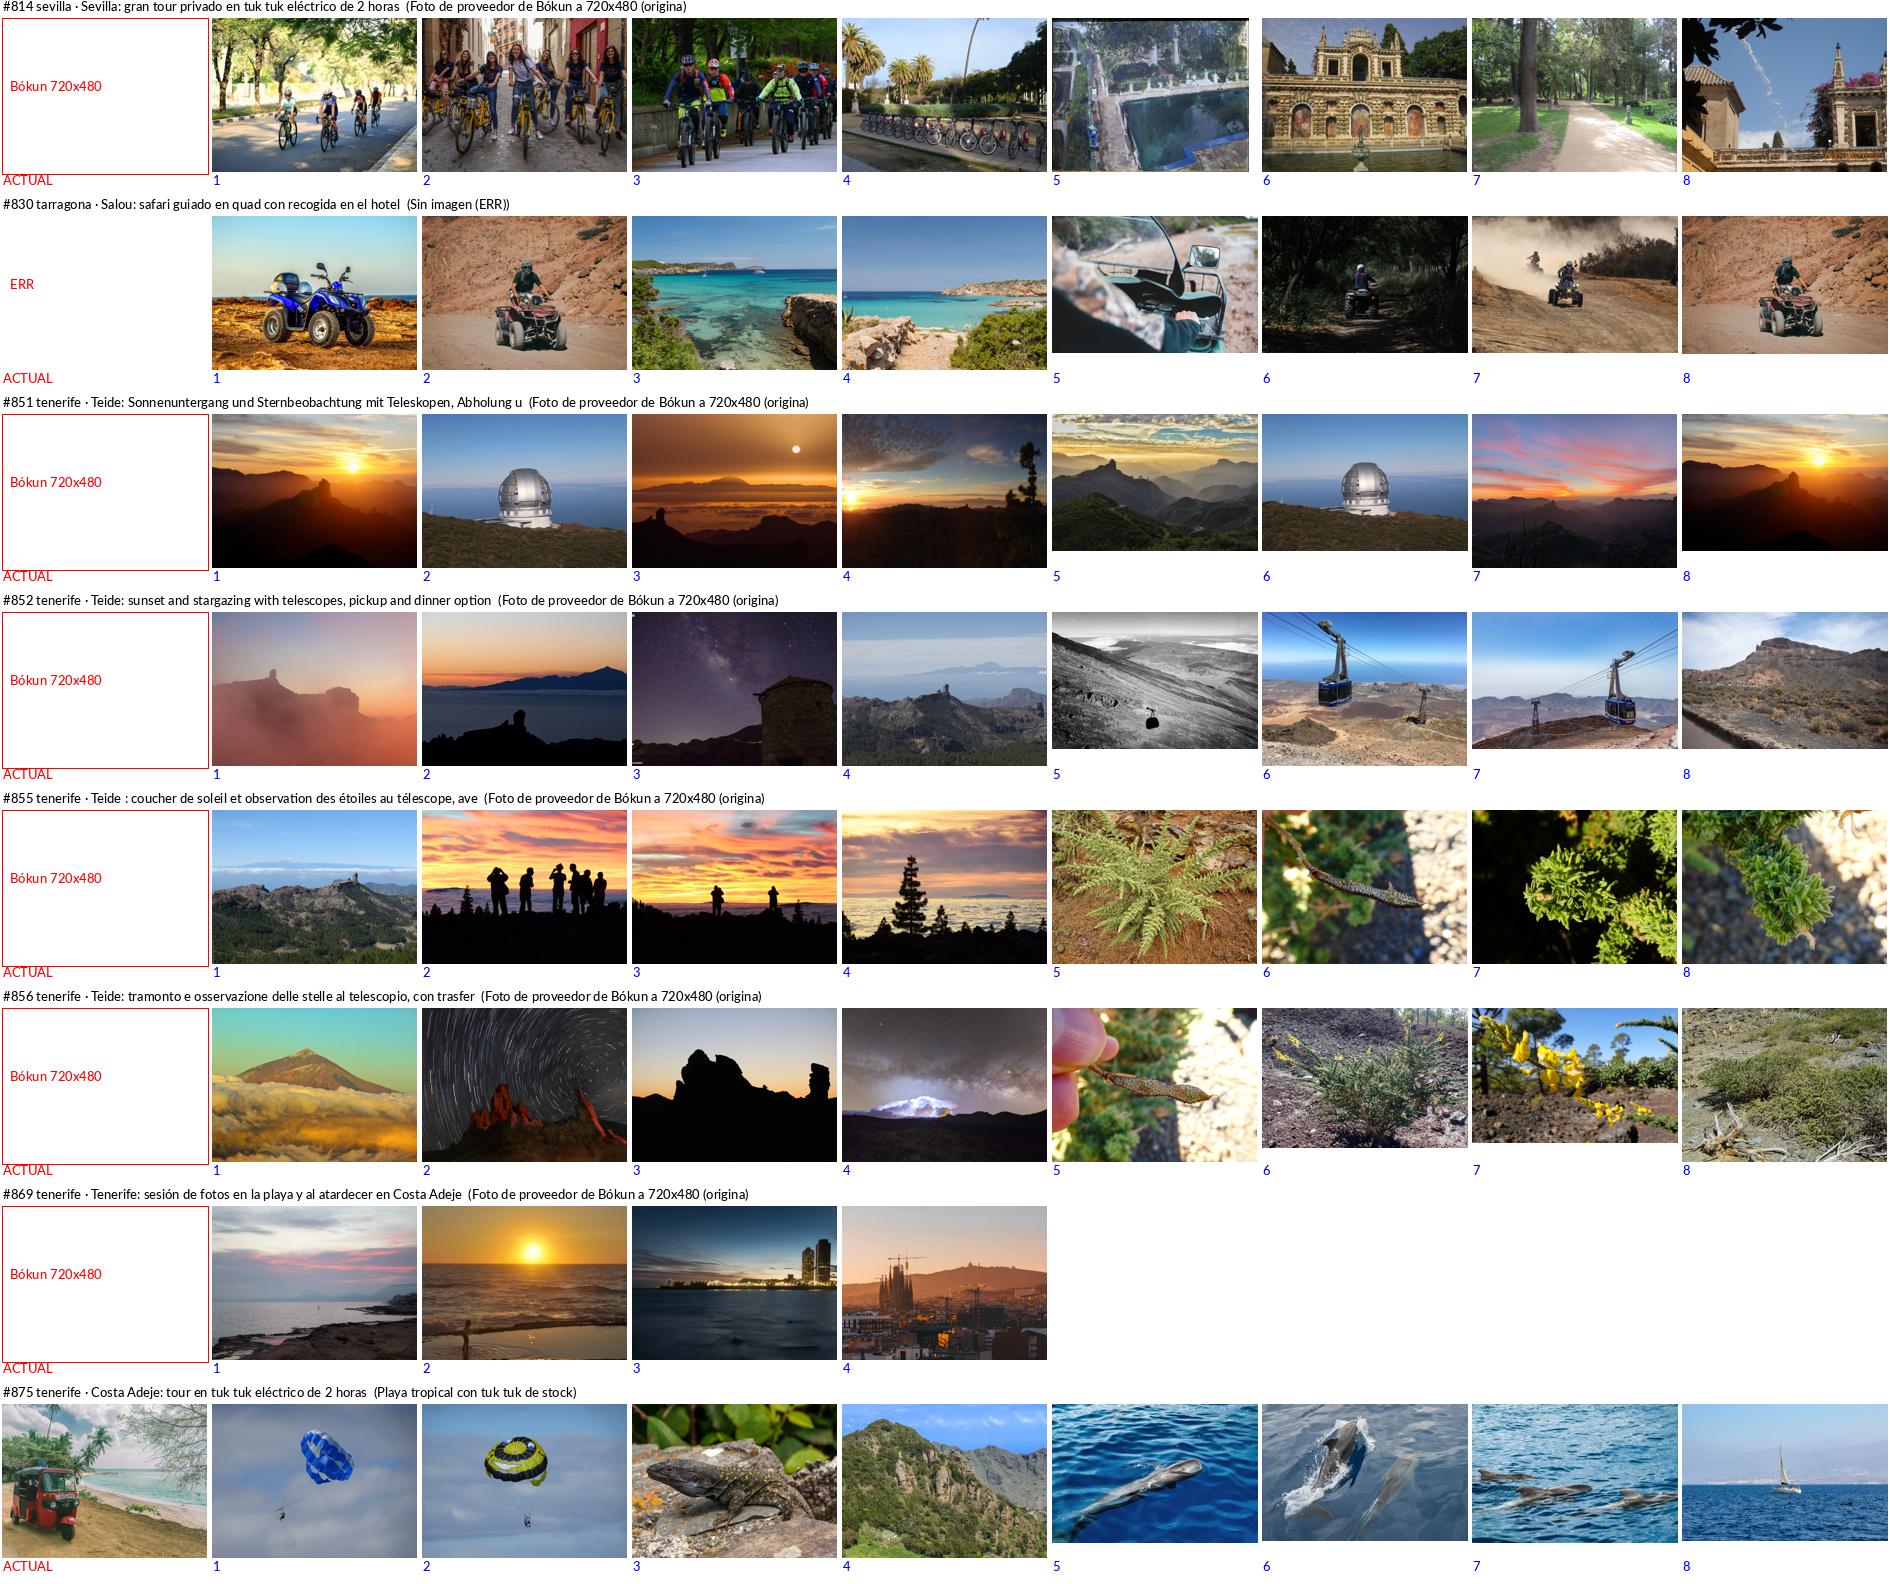 #814 sevilla · Sevilla: gran tour privado en tuk tuk eléctrico de 2 horas (Foto de proveedor de Bókun a 720x480 (origina)
Bókun 720x480
ACTUAL 1 2 3 4 5 6 7 8
#830 tarragona · Salou: safari guiado en quad con recogida en el hotel (Sin imagen (ERR))
ERR
ACTUAL 1 2 3 4 5 6 7 8
#851 tenerife · Teide: Sonnenuntergang und Sternbeobachtung mit Teleskopen, Abholung u (Foto de proveedor de Bókun a 720x480 (origina)
Bókun 720x480
ACTUAL 1 2 3 4 5 6 7 8
#852 tenerife · Teide: sunset and stargazing with telescopes, pickup and dinner option (Foto de proveedor de Bókun a 720x480 (origina)
Bókun 720x480
ACTUAL 1 2 3 4 5 6 7 8
#855 tenerife · Teide : coucher de soleil et observation des étoiles au télescope, ave (Foto de proveedor de Bókun a 720x480 (origina)
Bókun 720x480
ACTUAL 1 2 3 4 5 6 7 8
#856 tenerife · Teide: tramonto e osservazione delle stelle al telescopio, con trasfer (Foto de proveedor de Bókun a 720x480 (origina)
Bókun 720x480
ACTUAL 1 2 3 4 5 6 7 8
#869 tenerife · Tenerife: sesión de fotos en la playa y al atardecer en Costa Adeje (Foto de proveedor de Bókun a 720x480 (origina)
Bókun 720x480
ACTUAL 1 2 3 4
#875 tenerife · Costa Adeje: tour en tuk tuk eléctrico de 2 horas (Playa tropical con tuk tuk de stock)
ACTUAL 1 2 3 4 5 6 7 8